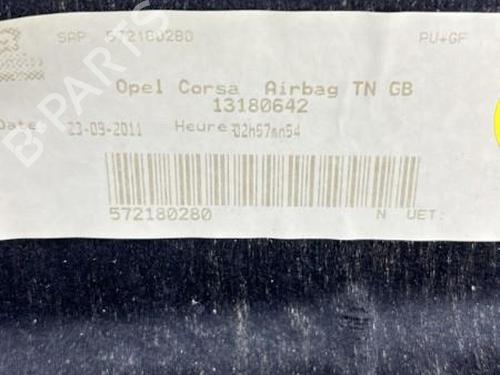 SAP 572180280 PU+GF
Opel Corsa Airbag TN GB
13180642
Date: 23-09-2011 Heure: 02h57mn54
572180280 N UET:
B-PARTS